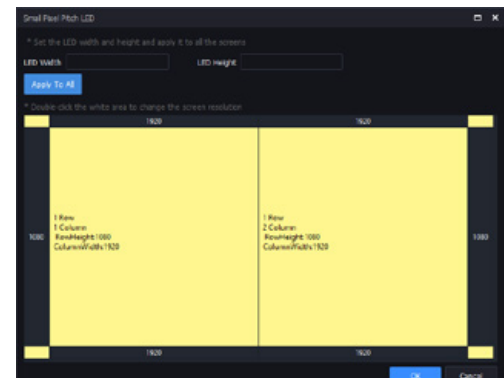 Small Pixel Pitch LED
* Set the LED width and height and apply it to all the screens
LED Width LED Height
Apply To All
* Double click the white area to change the screen resolution
1920 1920
1080 1080
1 Row
1 Column
RowHeight:1080
ColumnWidth:1920
1 Row
2 Column
RowHeight:1080
ColumnWidth:1920
1920 1920
OK Cancel